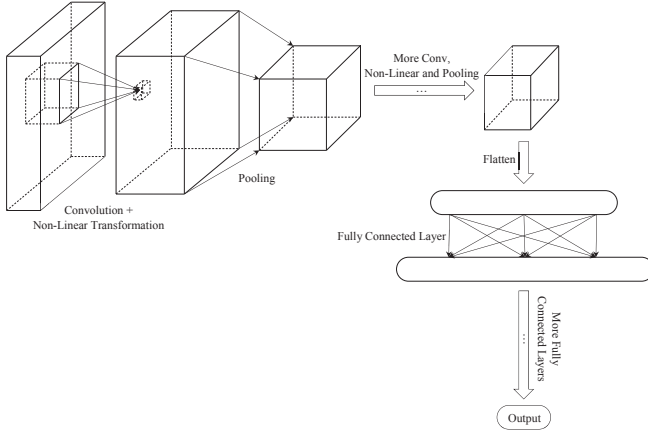 More Conv,
Non-Linear and Pooling
...
Pooling
Flatten
Convolution +
Non-Linear Transformation
Fully Connected Layer
More Fully
Connected Layers
...
Output